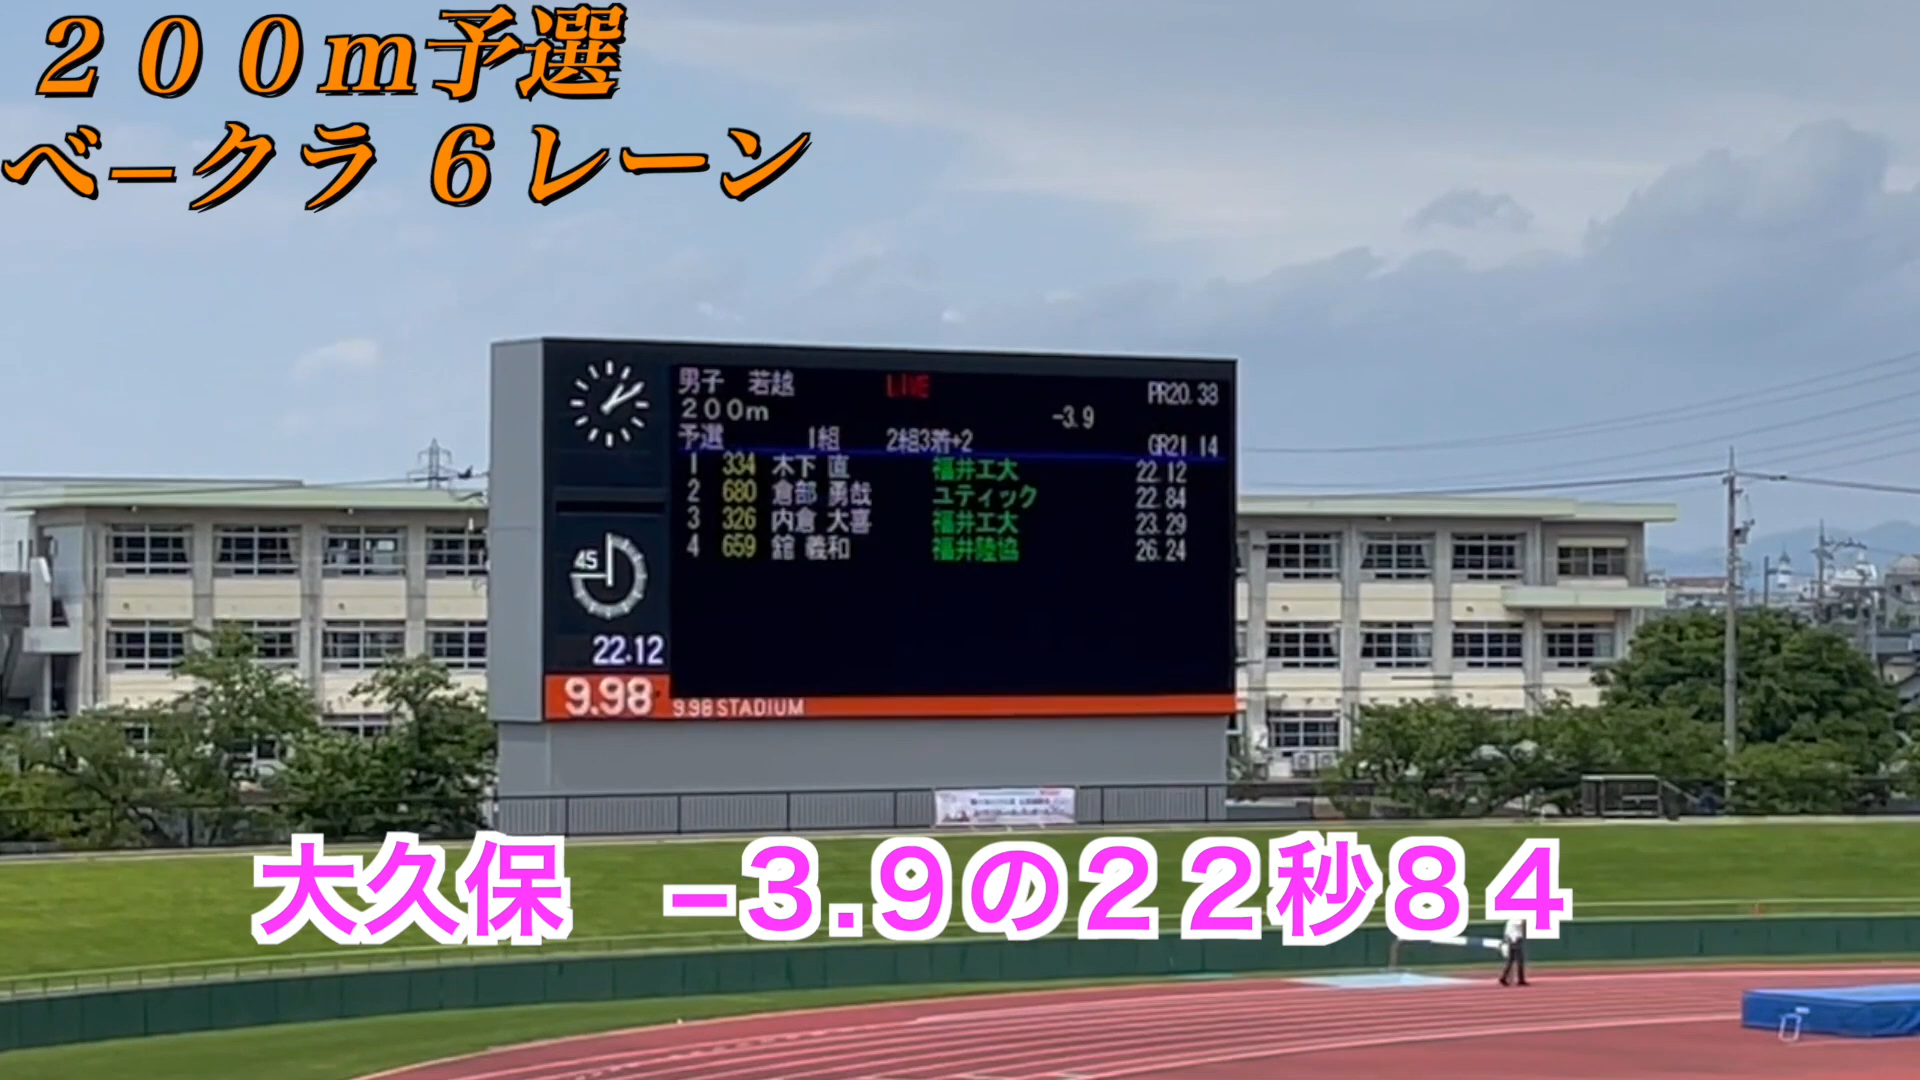 ２００ｍ予選
ベークラ ６レーン
男子 若越 LIVE PR20.38
２００ｍ -3.9
予選 1組 2組3着+2 GR21.14
1 334 木下 直 福井工大 22.12
2 680 倉部 勇哉 ユティック 22.84
3 326 内倉 大喜 福井工大 23.29
4 659 舘 義和 福井陸協 26.24
45
22.12
9.98 9.98 STADIUM
大久保 –3.9の２２秒８４